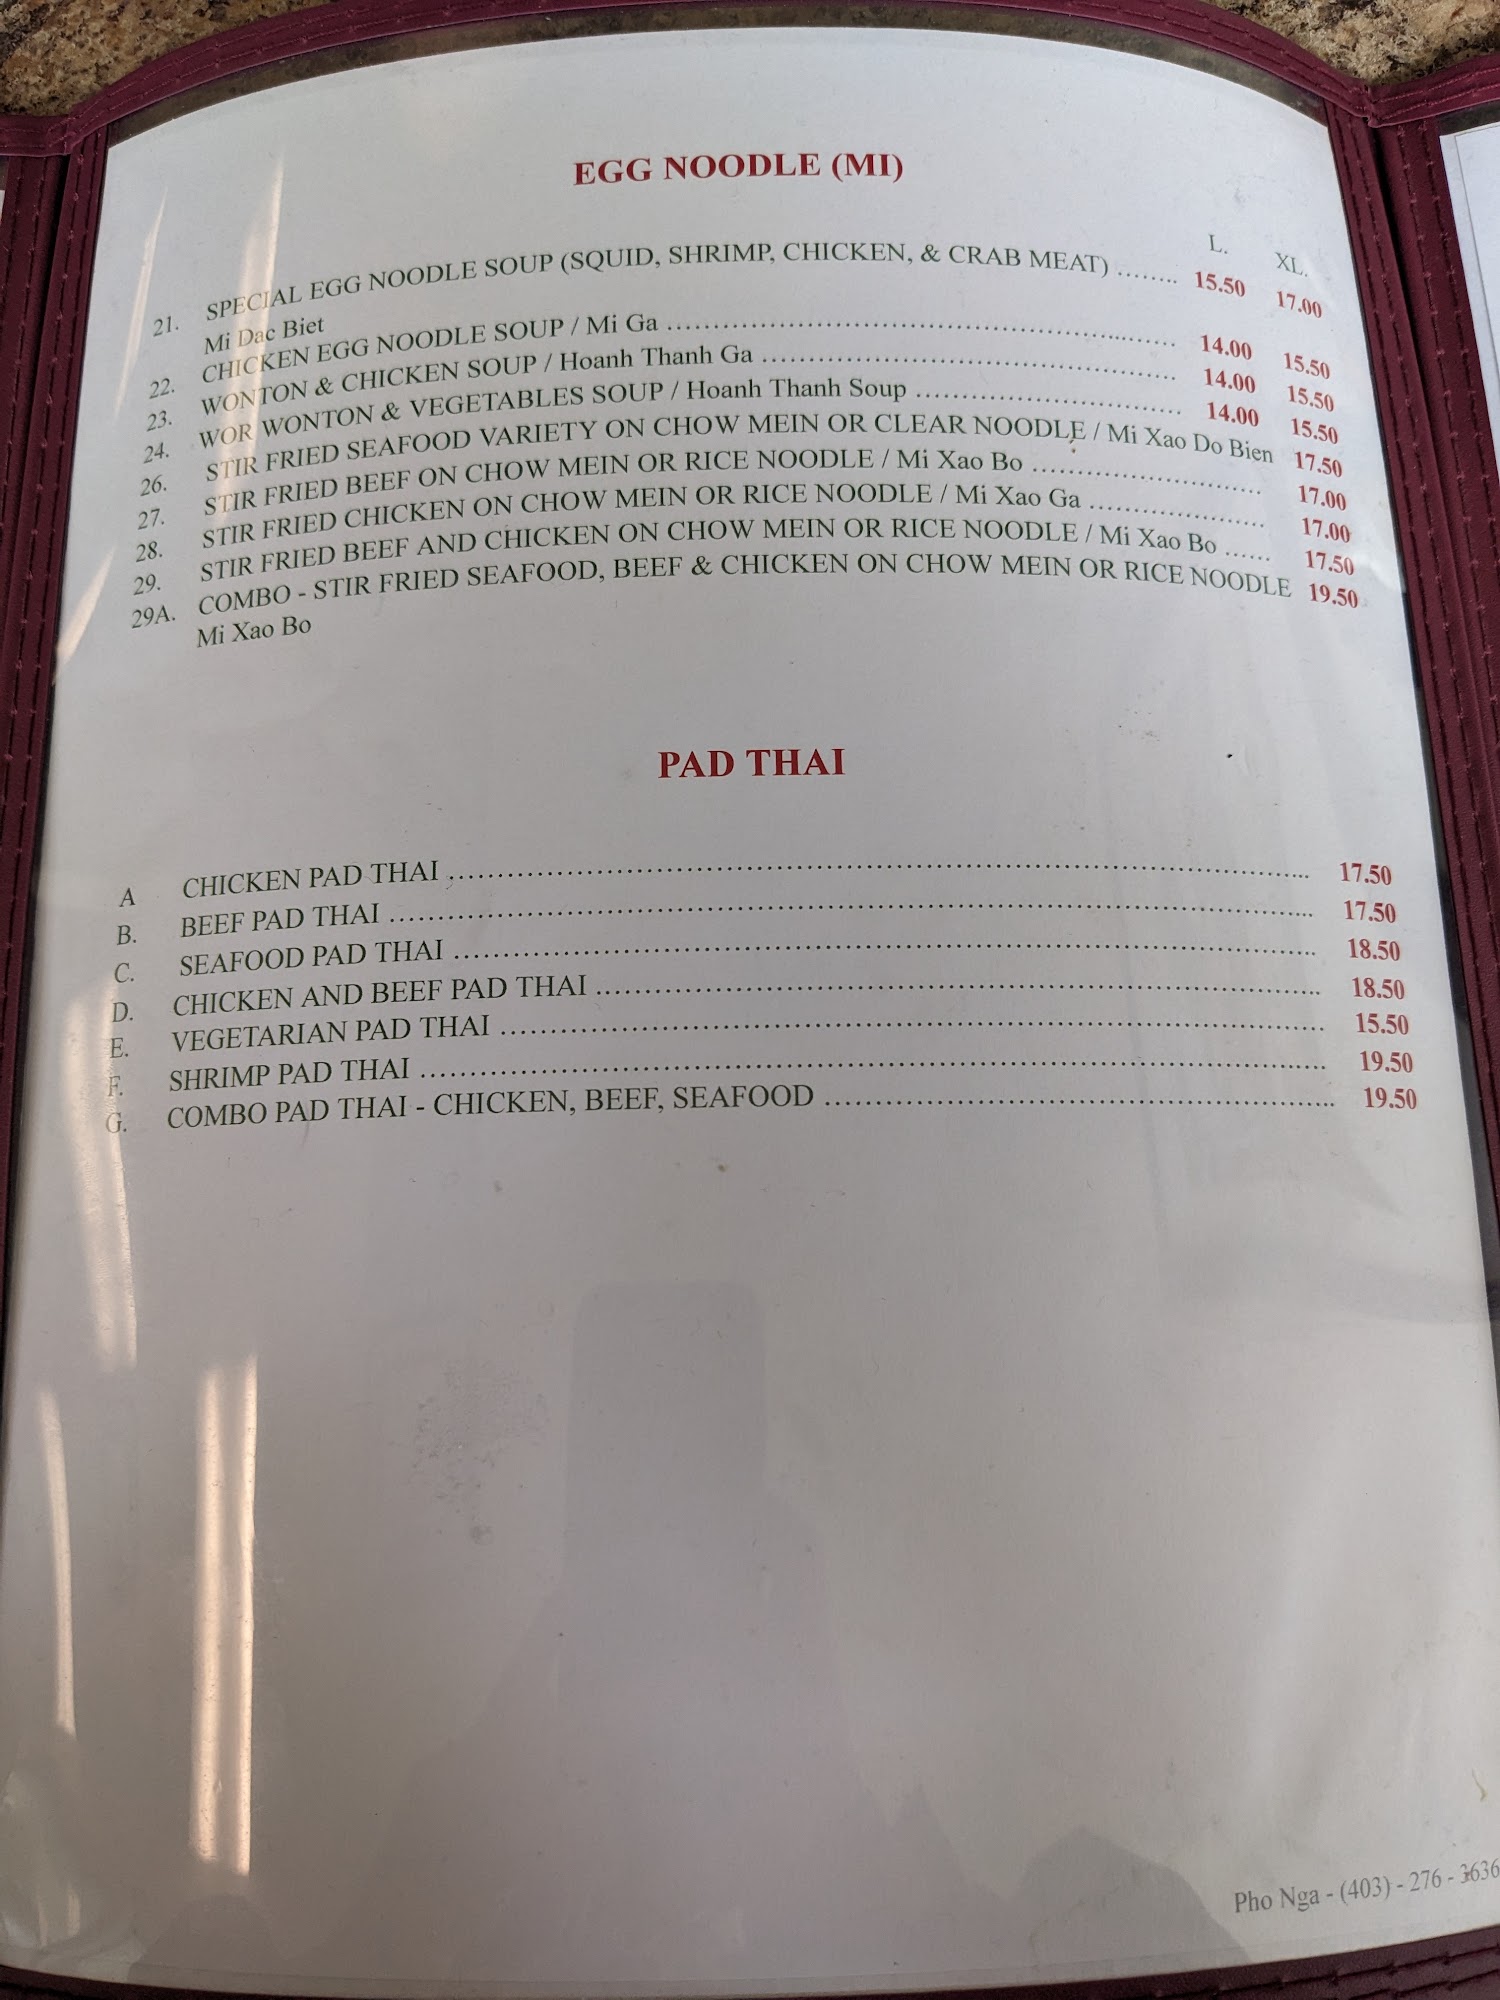 EGG NOODLE (MI)
L. XL.
21. SPECIAL EGG NOODLE SOUP (SQUID, SHRIMP, CHICKEN, & CRAB MEAT) ........ 15.50 17.00
Mi Dac Biet
22. CHICKEN EGG NOODLE SOUP / Mi Ga ........ 14.00 15.50
23. WONTON & CHICKEN SOUP / Hoanh Thanh Ga ........ 14.00 15.50
24. WOR WONTON & VEGETABLES SOUP / Hoanh Thanh Soup ........ 14.00 15.50
26. STIR FRIED SEAFOOD VARIETY ON CHOW MEIN OR CLEAR NOODLE / Mi Xao Do Bien 17.50
27. STIR FRIED BEEF ON CHOW MEIN OR RICE NOODLE / Mi Xao Bo ........ 17.00
28. STIR FRIED CHICKEN ON CHOW MEIN OR RICE NOODLE / Mi Xao Ga ........ 17.00
29. STIR FRIED BEEF AND CHICKEN ON CHOW MEIN OR RICE NOODLE / Mi Xao Bo ...... 17.50
29A. COMBO - STIR FRIED SEAFOOD, BEEF & CHICKEN ON CHOW MEIN OR RICE NOODLE 19.50
Mi Xao Bo
PAD THAI
A CHICKEN PAD THAI ........ 17.50
B. BEEF PAD THAI ........ 17.50
C. SEAFOOD PAD THAI ........ 18.50
D. CHICKEN AND BEEF PAD THAI ........ 18.50
E. VEGETARIAN PAD THAI ........ 15.50
F. SHRIMP PAD THAI ........ 19.50
G. COMBO PAD THAI - CHICKEN, BEEF, SEAFOOD ........ 19.50
Pho Nga - (403) - 276 - 3636